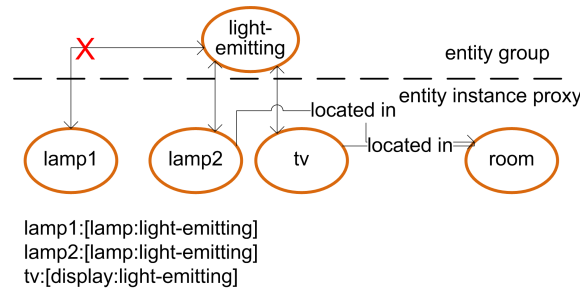 light-
emitting
entity group
entity instance proxy
located in
lamp1
lamp2
tv
located in
room
lamp1:[lamp:light-emitting]
lamp2:[lamp:light-emitting]
tv:[display:light-emitting]